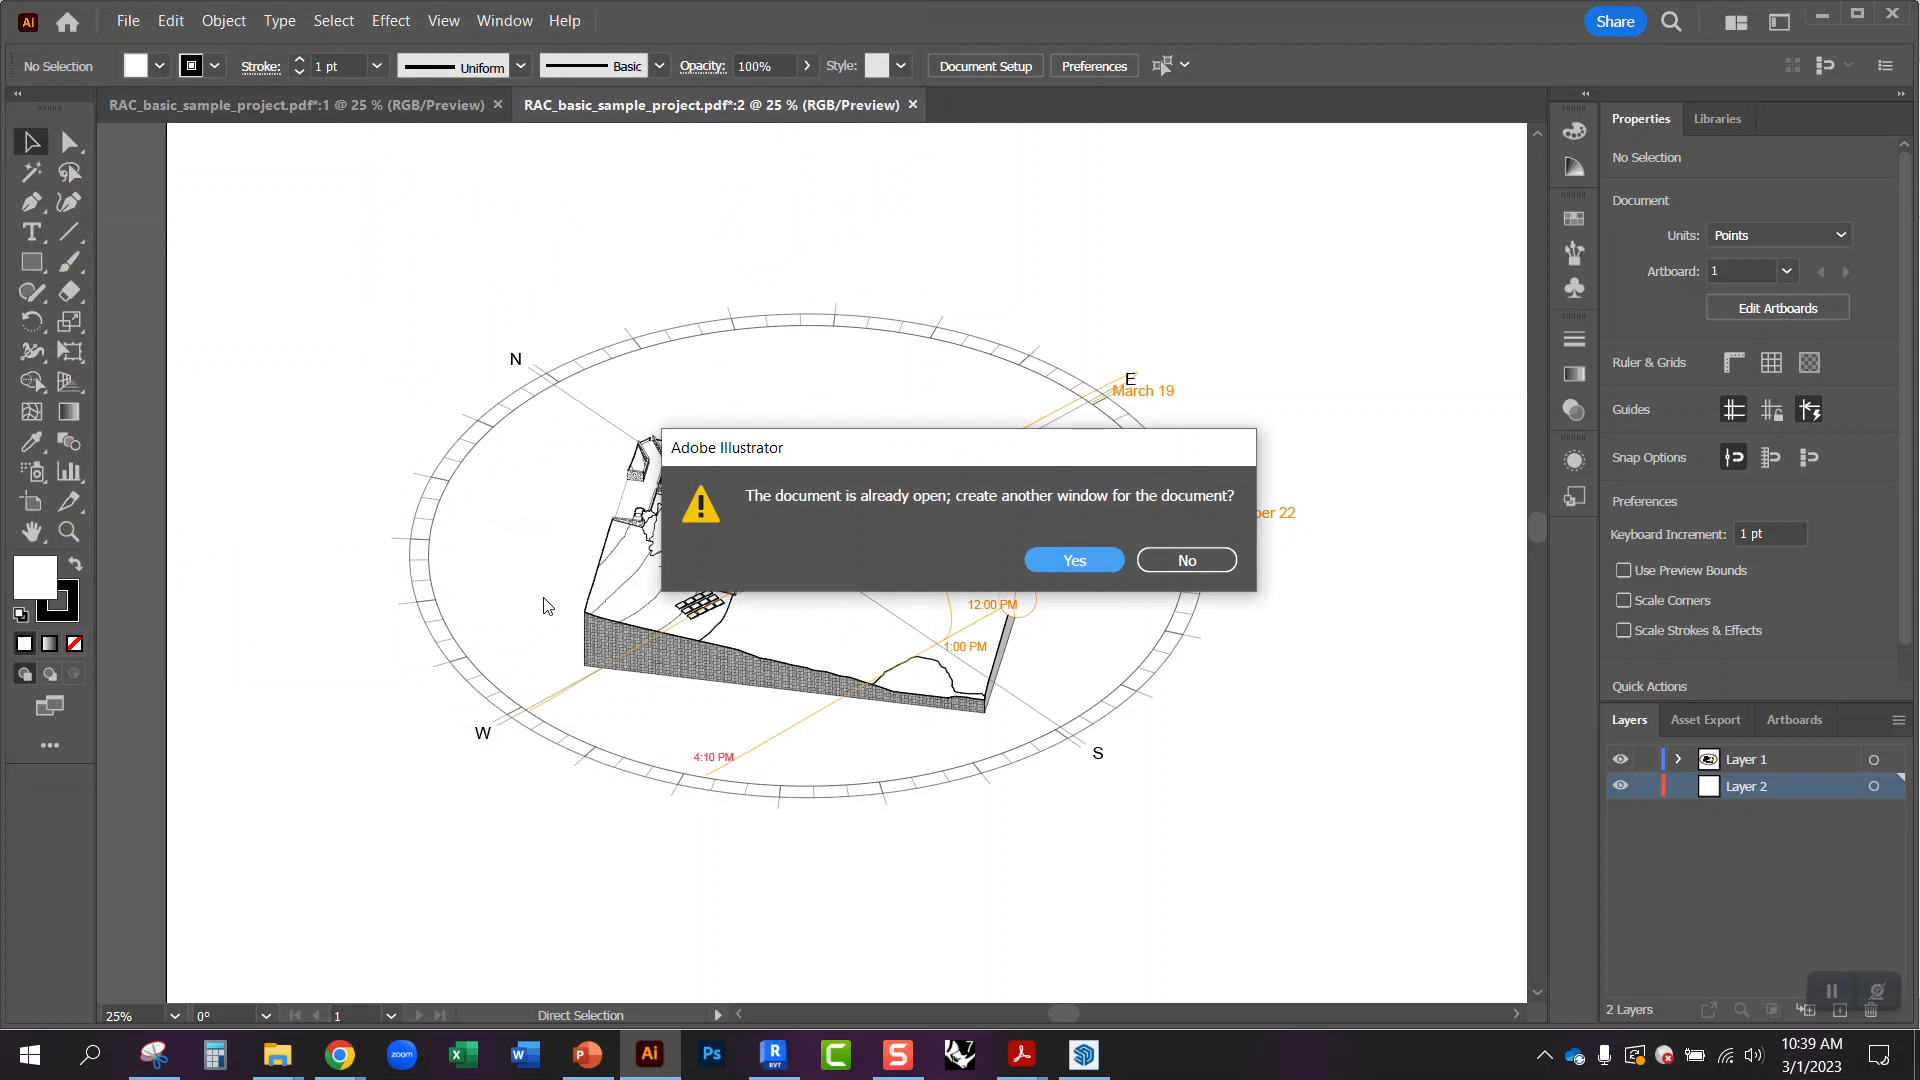 Ai File Edit Object Type Select Effect View Window Help Share
No Selection Stroke: 1 pt Uniform Basic Opacity: 100% Style: Document Setup Preferences
RAC_basic_sample_project.pdf*:1 @ 25 % (RGB/Preview) × RAC_basic_sample_project.pdf*:2 @ 25 % (RGB/Preview) ×
Properties Libraries
No Selection
Document
Units: Points
Artboard: 1
Edit Artboards
Ruler & Grids
Guides
Snap Options
Preferences
Keyboard Increment: 1 pt
Use Preview Bounds
Scale Corners
Scale Strokes & Effects
Quick Actions
Layers Asset Export Artboards
Layer 1
Layer 2
2 Layers
N
E
March 19
Adobe Illustrator
The document is already open; create another window for the document?
Yes No
ber 22
12:00 PM
1:00 PM
W
S
4:10 PM
25% 0° 1 Direct Selection
zoom Ai Ps R RVT C S
10:39 AM
3/1/2023